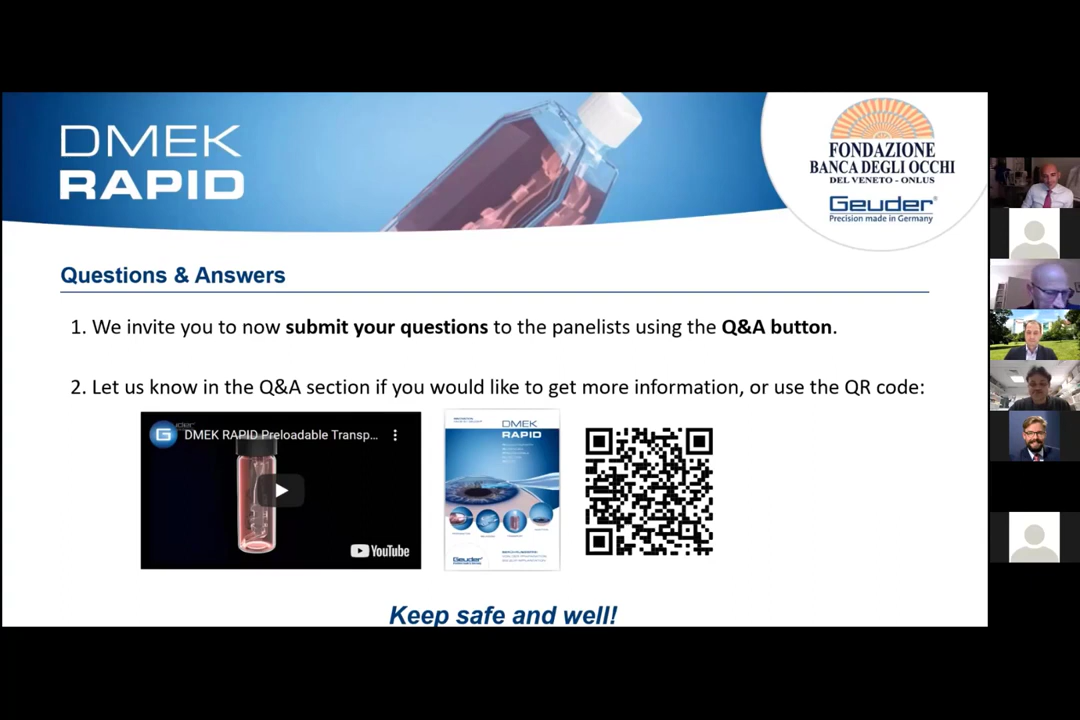 DMEK
RAPID
FONDAZIONE
BANCA DEGLI OCCHI
DEL VENETO - ONLUS
Geuder®
Precision made in Germany
Questions & Answers
1. We invite you to now submit your questions to the panelists using the Q&A button.
2. Let us know in the Q&A section if you would like to get more information, or use the QR code:
G
DMEK RAPID Preloadable Transp...
YouTube
DMEK
RAPID
Geuder
Keep safe and well!